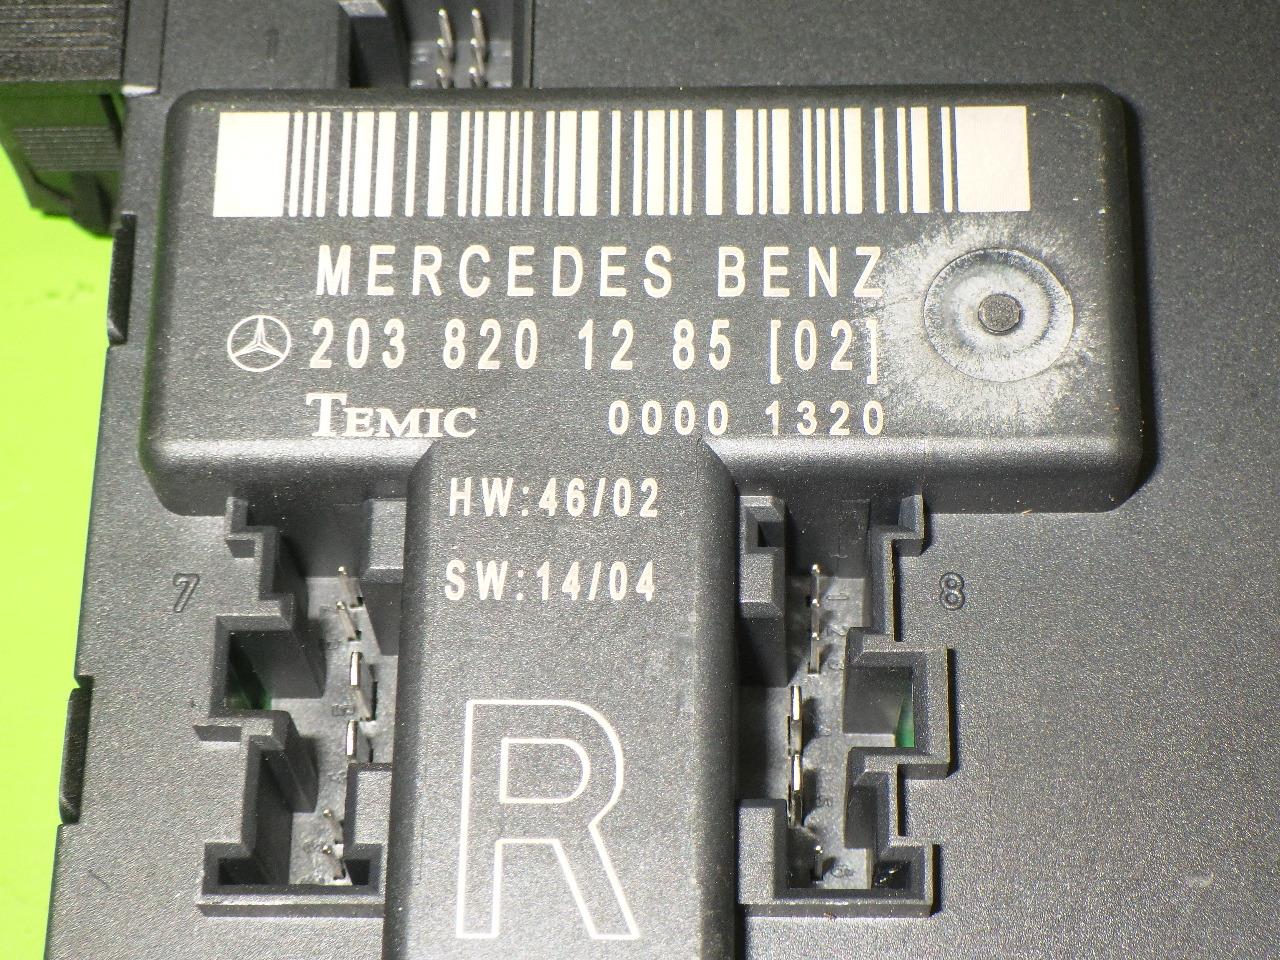 MERCEDES BENZ
203 820 12 85 [02]
TEMIC 0000 1320
HW:46/02
SW:14/04
7
8
R